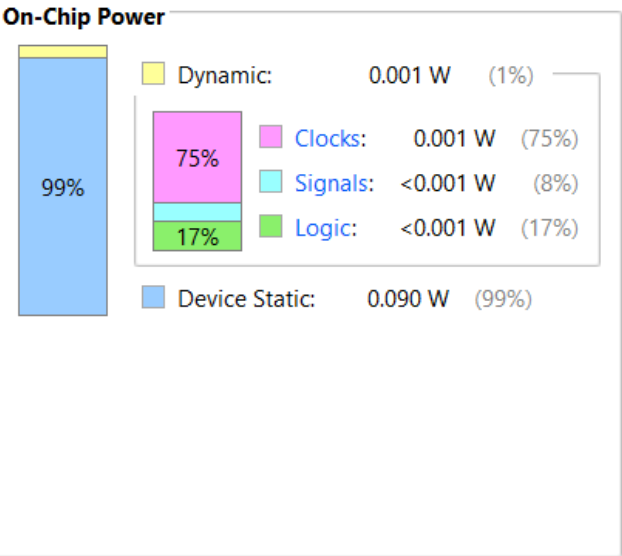 On-Chip Power
Dynamic: 0.001 W (1%)
99%
75%
Clocks: 0.001 W (75%)
Signals: <0.001 W (8%)
17%
Logic: <0.001 W (17%)
Device Static: 0.090 W (99%)